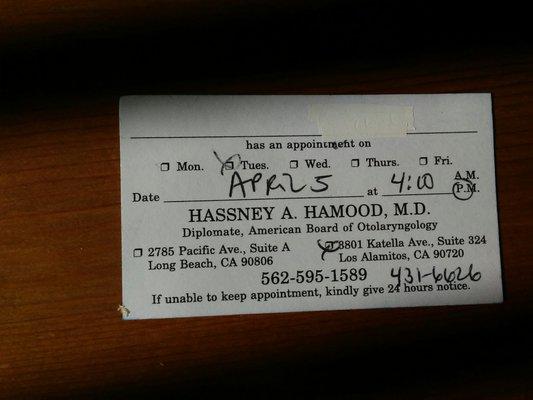 has an appointment on
Mon. Tues. Wed. Thurs. Fri.
Date APRIL 5 at 4:00 A.M. P.M.
HASSNEY A. HAMOOD, M.D.
Diplomate, American Board of Otolaryngology
2785 Pacific Ave., Suite A 3801 Katella Ave., Suite 324
Long Beach, CA 90806 Los Alamitos, CA 90720
562-595-1589 431-6626
If unable to keep appointment, kindly give 24 hours notice.